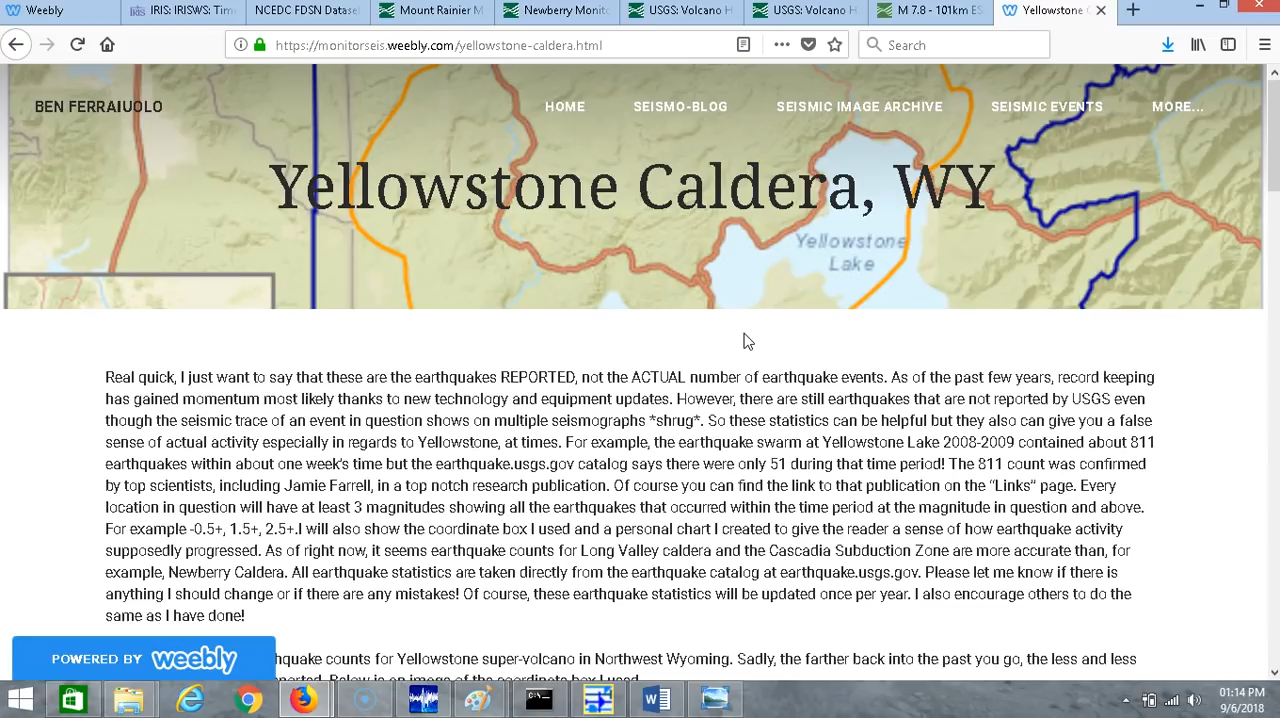 Weebly
IRIS: IRISWS: Tim
NCEDC FDSN Dataset
Mount Rainier M
Newberry Monito
USGS: Volcano H
USGS: Volcano H
M 7.8 - 101km ES
Yellowstone C
https://monitorseis.weebly.com/yellowstone-caldera.html
Search
BEN FERRAIUOLO
HOME
SEISMO-BLOG
SEISMIC IMAGE ARCHIVE
SEISMIC EVENTS
MORE...
Yellowstone Caldera, WY
Yellowstone
Lake
Real quick, I just want to say that these are the earthquakes REPORTED, not the ACTUAL number of earthquake events. As of the past few years, record keeping
has gained momentum most likely thanks to new technology and equipment updates. However, there are still earthquakes that are not reported by USGS even
though the seismic trace of an event in question shows on multiple seismographs *shrug*. So these statistics can be helpful but they also can give you a false
sense of actual activity especially in regards to Yellowstone, at times. For example, the earthquake swarm at Yellowstone Lake 2008-2009 contained about 811
earthquakes within about one week's time but the earthquake.usgs.gov catalog says there were only 51 during that time period! The 811 count was confirmed
by top scientists, including Jamie Farrell, in a top notch research publication. Of course you can find the link to that publication on the “Links” page. Every
location in question will have at least 3 magnitudes showing all the earthquakes that occurred within the time period at the magnitude in question and above.
For example -0.5+, 1.5+, 2.5+.I will also show the coordinate box I used and a personal chart I created to give the reader a sense of how earthquake activity
supposedly progressed. As of right now, it seems earthquake counts for Long Valley caldera and the Cascadia Subduction Zone are more accurate than, for
example, Newberry Caldera. All earthquake statistics are taken directly from the earthquake catalog at earthquake.usgs.gov. Please let me know if there is
anything I should change or if there are any mistakes! Of course, these earthquake statistics will be updated once per year. I also encourage others to do the
same as I have done!
hquake counts for Yellowstone super-volcano in Northwest Wyoming. Sadly, the farther back into the past you go, the less and less
ported. Below is an image of the coordinate box I used
POWERED BY weebly
01:14 PM
9/6/2018